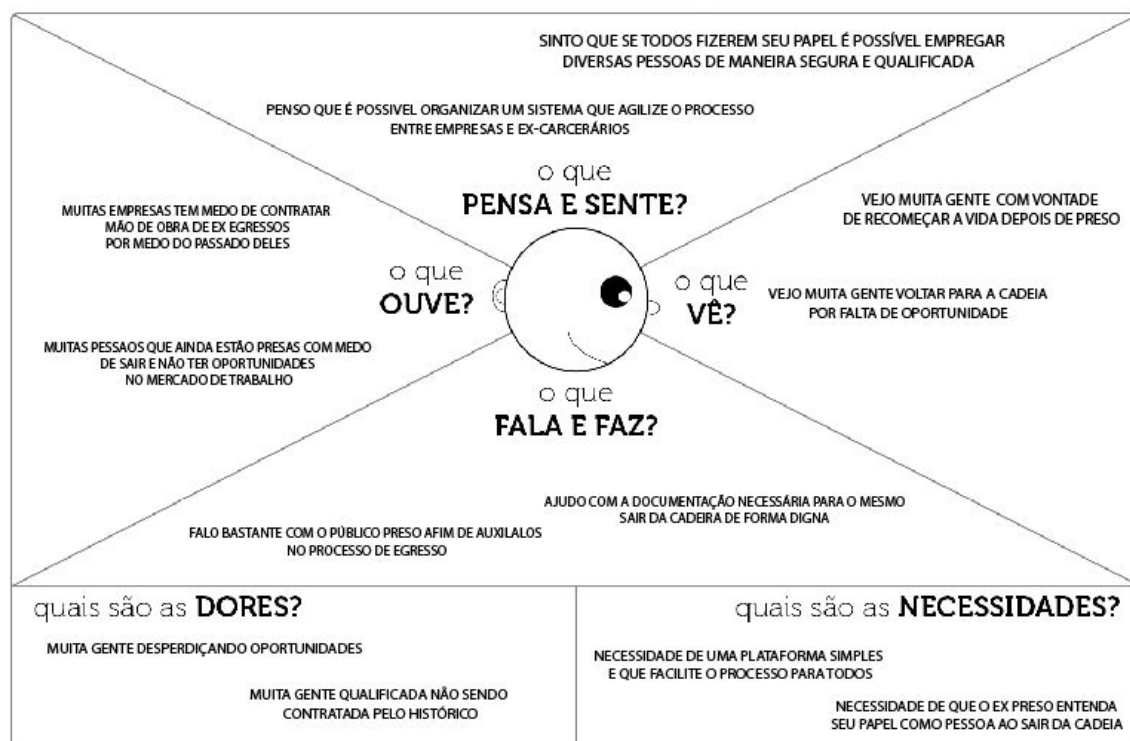 SINTO QUE SE TODOS FIZEREM SEU PAPEL É POSSÍVEL EMPREGAR
DIVERSAS PESSOAS DE MANEIRA SEGURA E QUALIFICADA
PENSO QUE É POSSIVEL ORGANIZAR UM SISTEMA QUE AGILIZE O PROCESSO
ENTRE EMPRESAS E EX-CARCERÁRIOS
o que
PENSA E SENTE?
MUITAS EMPRESAS TEM MEDO DE CONTRATAR
MÃO DE OBRA DE EX EGRESSOS
POR MEDO DO PASSADO DELES
o que
OUVE?
MUITAS PESSAOS QUE AINDA ESTÃO PRESAS COM MEDO
DE SAIR E NÃO TER OPORTUNIDADES
NO MERCADO DE TRABALHO
VEJO MUITA GENTE COM VONTADE
DE RECOMEÇAR A VIDA DEPOIS DE PRESO
o que
VÊ?
VEJO MUITA GENTE VOLTAR PARA A CADEIA
POR FALTA DE OPORTUNIDADE
o que
FALA E FAZ?
AJUDO COM A DOCUMENTAÇÃO NECESSÁRIA PARA O MESMO
SAIR DA CADEIRA DE FORMA DIGNA
FALO BASTANTE COM O PÚBLICO PRESO AFIM DE AUXILALOS
NO PROCESSO DE EGRESSO
quais são as DORES?
MUITA GENTE DESPERDIÇANDO OPORTUNIDADES
MUITA GENTE QUALIFICADA NÃO SENDO
CONTRATADA PELO HISTÓRICO
quais são as NECESSIDADES?
NECESSIDADE DE UMA PLATAFORMA SIMPLES
E QUE FACILITE O PROCESSO PARA TODOS
NECESSIDADE DE QUE O EX PRESO ENTENDA
SEU PAPEL COMO PESSOA AO SAIR DA CADEIA